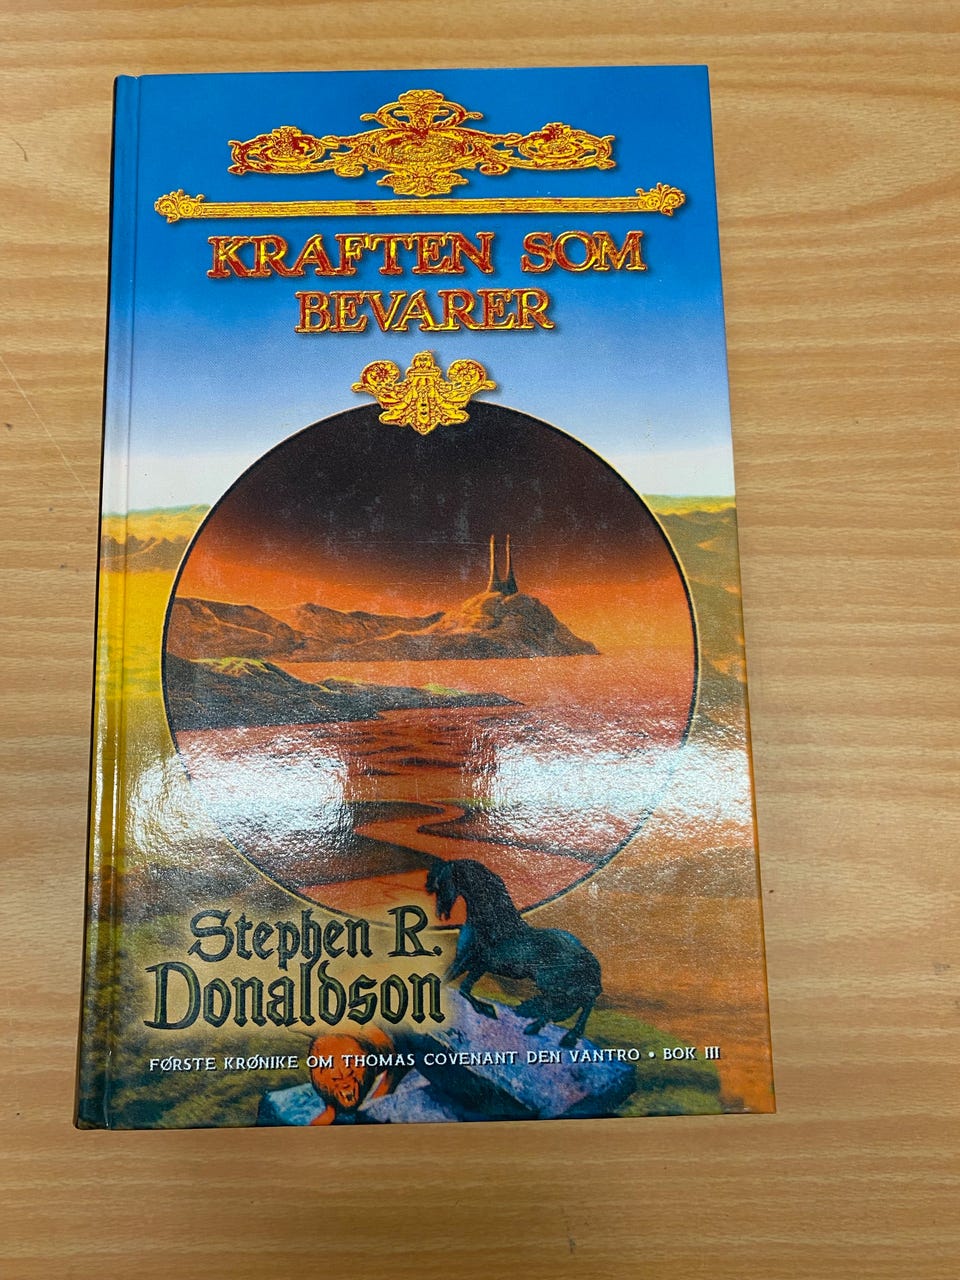 KRAFTEN SOM
BEVARER
Stephen R.
Donaldson
FØRSTE KRØNIKE OM THOMAS COVENANT DEN VANTRO • BOK III